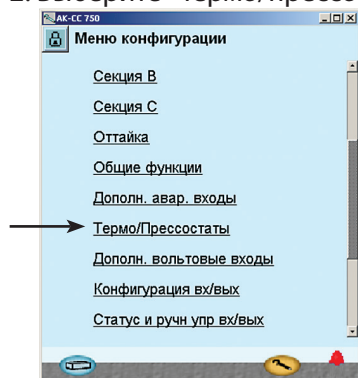 AK-CC 750
Меню конфигурации
Секция B
Секция C
Оттайка
Общие функции
Дополн. авар. входы
Термо/Прессостаты
Дополн. вольтовые входы
Конфигурация вх/вых
Статус и ручн упр вх/вых